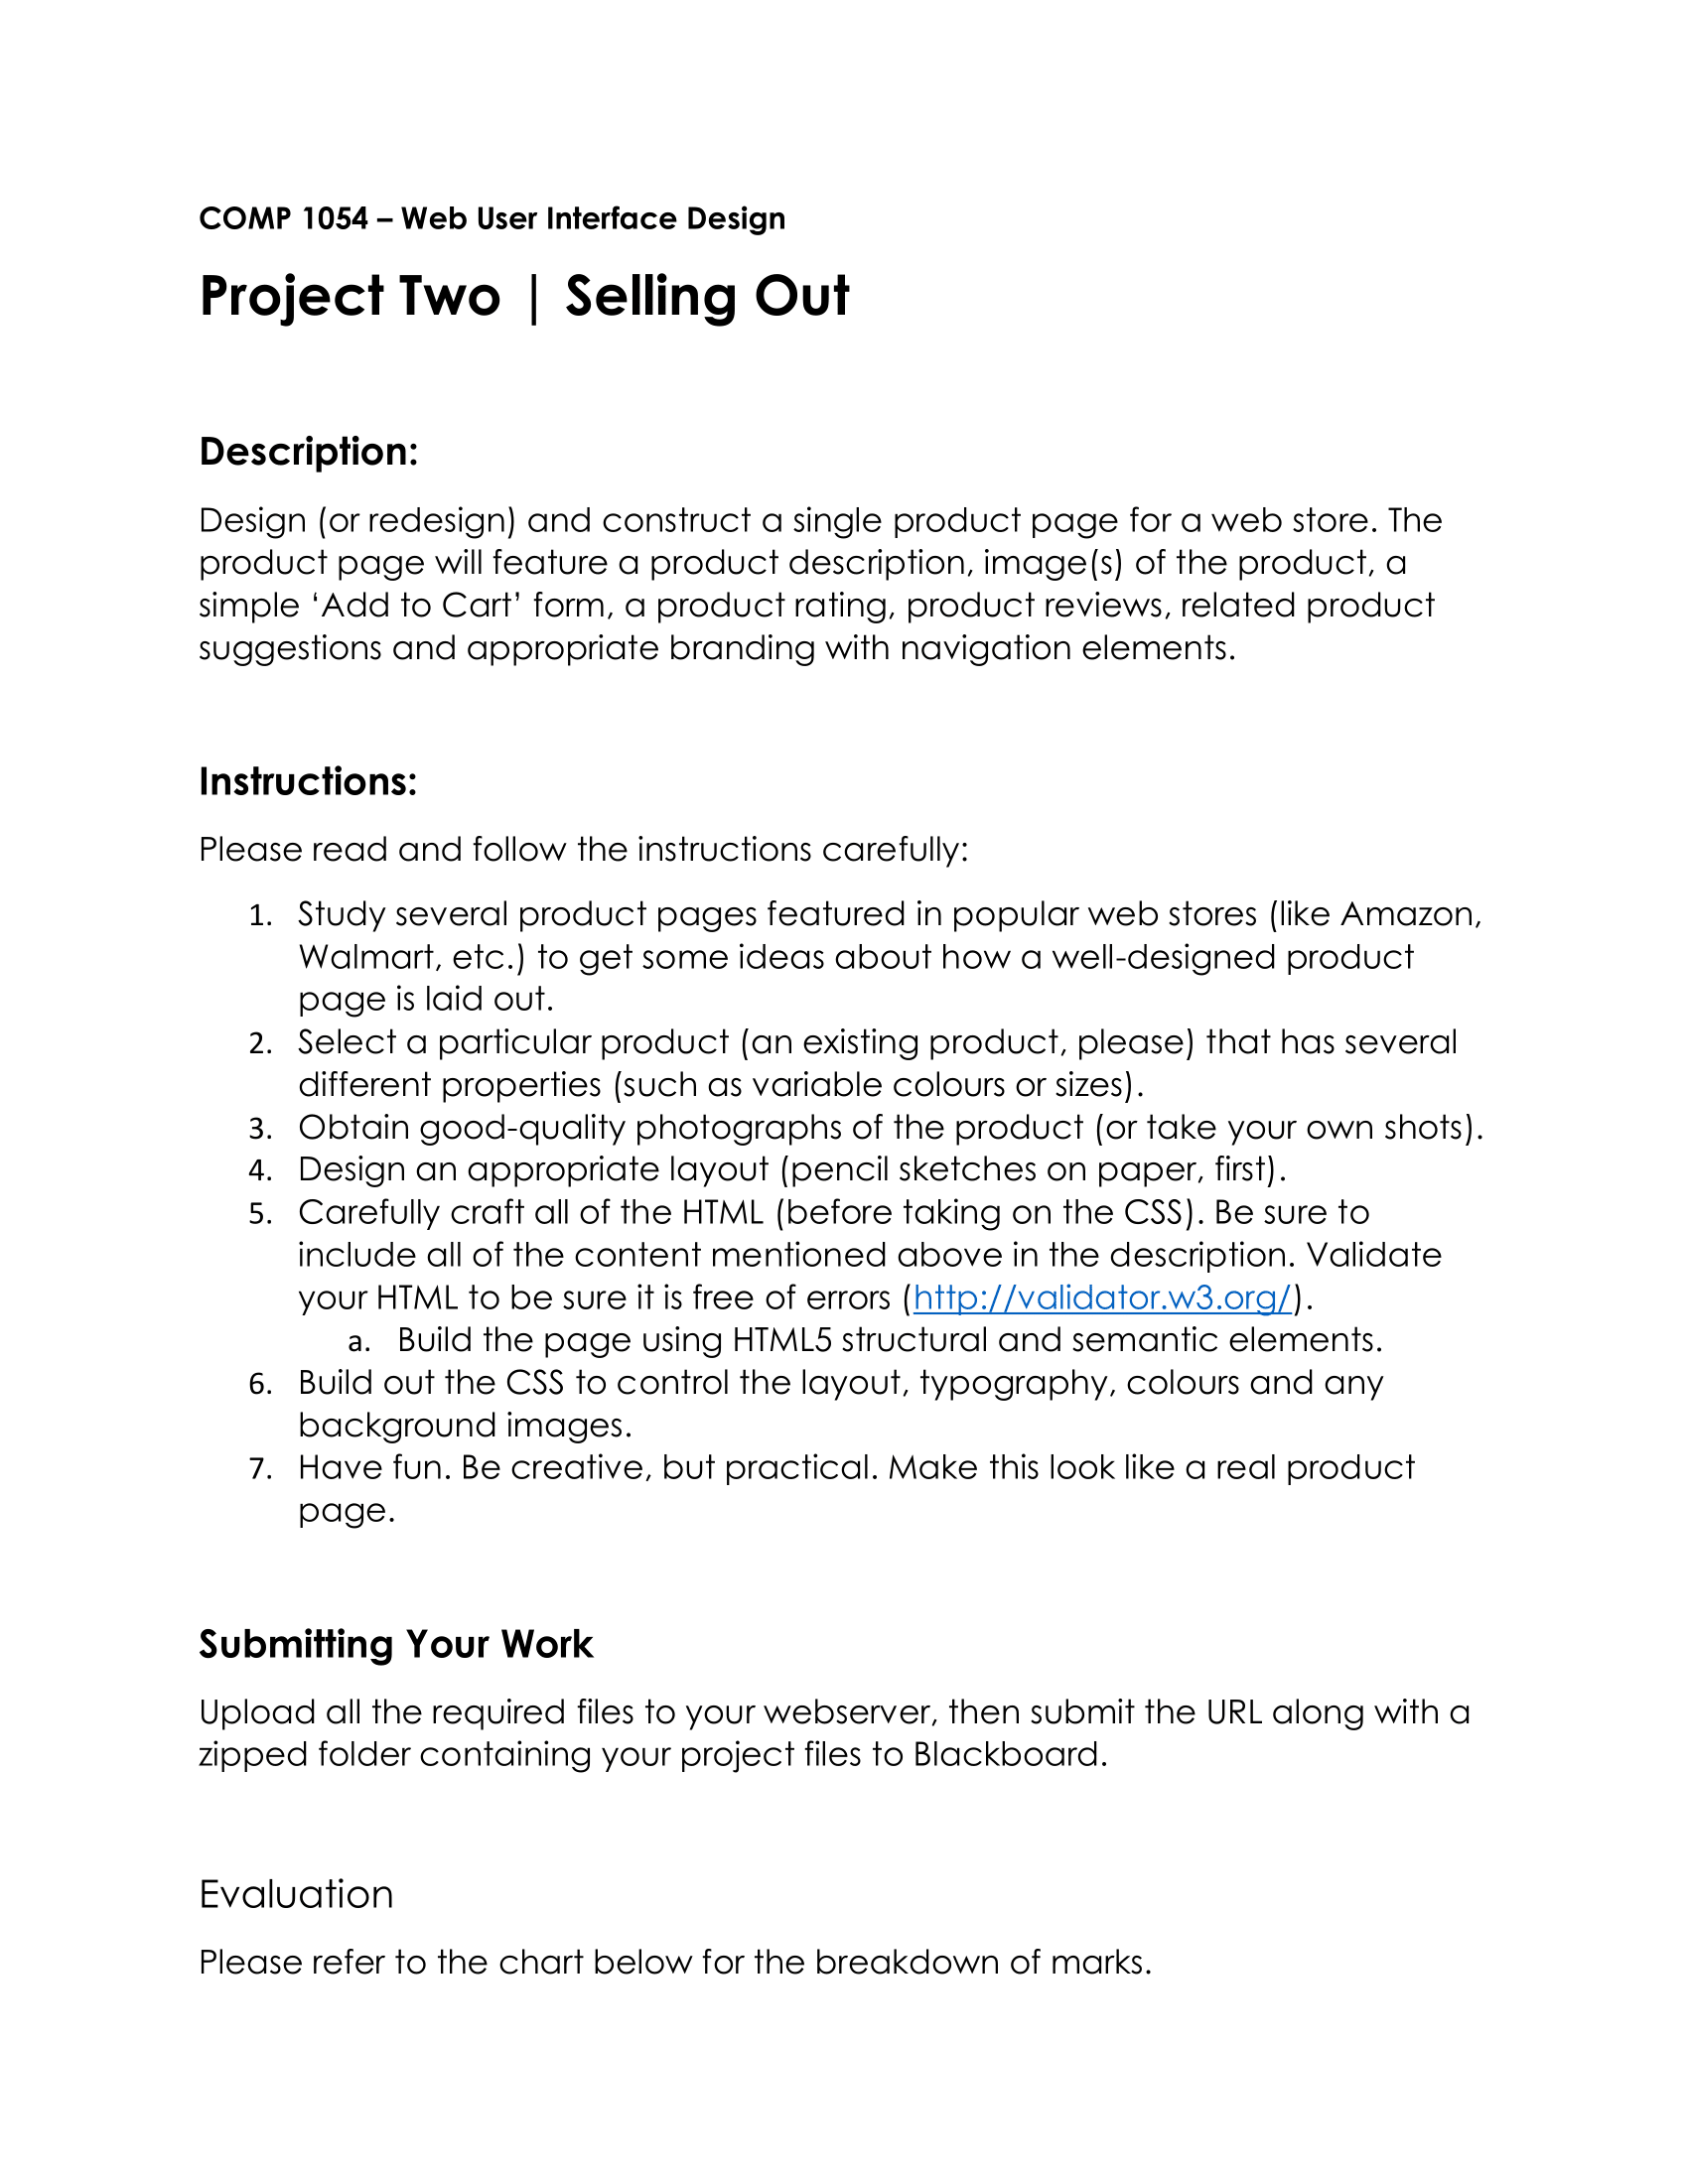 COMP 1054 – Web User Interface Design
Project Two | Selling Out
Description:
Design (or redesign) and construct a single product page for a web store. The
product page will feature a product description, image(s) of the product, a
simple ‘Add to Cart’ form, a product rating, product reviews, related product
suggestions and appropriate branding with navigation elements.
Instructions:
Please read and follow the instructions carefully:
1. Study several product pages featured in popular web stores (like Amazon,
Walmart, etc.) to get some ideas about how a well-designed product
page is laid out.
2. Select a particular product (an existing product, please) that has several
different properties (such as variable colours or sizes).
3. Obtain good-quality photographs of the product (or take your own shots).
4. Design an appropriate layout (pencil sketches on paper, first).
5. Carefully craft all of the HTML (before taking on the CSS). Be sure to
include all of the content mentioned above in the description. Validate
your HTML to be sure it is free of errors (http://validator.w3.org/).
a. Build the page using HTML5 structural and semantic elements.
6. Build out the CSS to control the layout, typography, colours and any
background images.
7. Have fun. Be creative, but practical. Make this look like a real product
page.
Submitting Your Work
Upload all the required files to your webserver, then submit the URL along with a
zipped folder containing your project files to Blackboard.
Evaluation
Please refer to the chart below for the breakdown of marks.